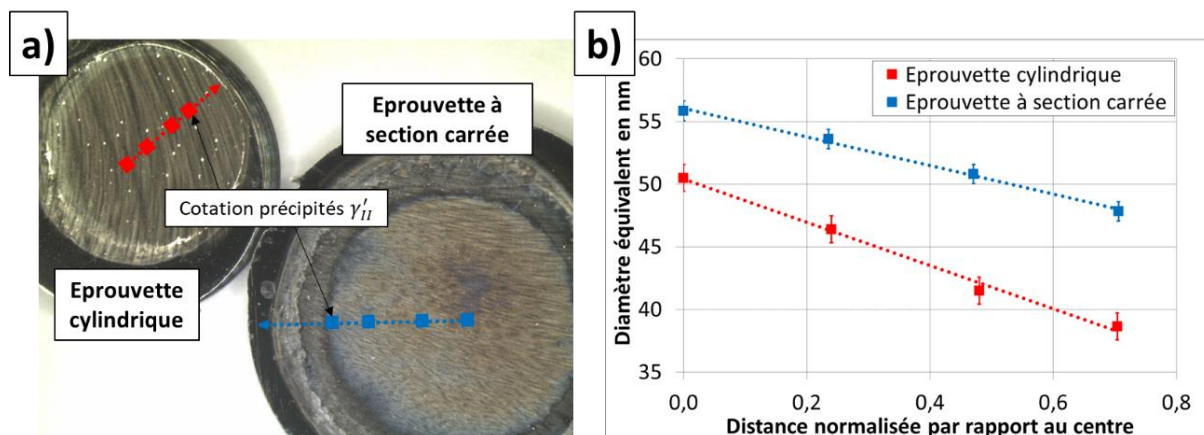 a)
Eprouvette à
section carrée
Cotation précipités γ′II
Eprouvette
cylindrique
b)
Diamètre équivalent en nm
60
55
50
45
40
35
Eprouvette cylindrique
Eprouvette à section carrée
0,0
0,2
0,4
0,6
0,8
Distance normalisée par rapport au centre